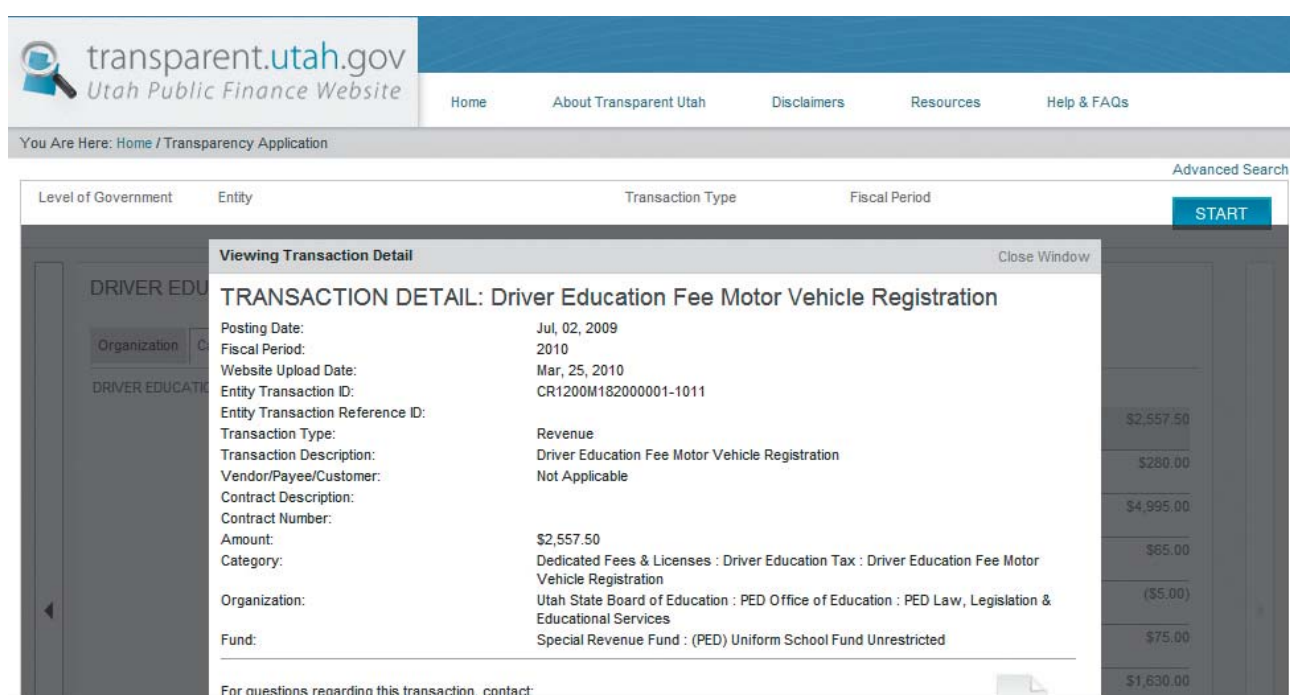 transparent.utah.gov
Utah Public Finance Website
Home About Transparent Utah Disclaimers Resources Help & FAQs
You Are Here: Home / Transparency Application
Advanced Search
Level of Government Entity Transaction Type Fiscal Period
START
Viewing Transaction Detail Close Window
DRIVER EDU
TRANSACTION DETAIL: Driver Education Fee Motor Vehicle Registration
Posting Date: Jul, 02, 2009
Organization C
Fiscal Period: 2010
Website Upload Date: Mar, 25, 2010
DRIVER EDUCATIO
Entity Transaction ID: CR1200M182000001-1011
Entity Transaction Reference ID:
Transaction Type: Revenue
Transaction Description: Driver Education Fee Motor Vehicle Registration
Vendor/Payee/Customer: Not Applicable
Contract Description:
Contract Number:
Amount: $2,557.50
Category: Dedicated Fees & Licenses : Driver Education Tax : Driver Education Fee Motor
Vehicle Registration
Organization: Utah State Board of Education : PED Office of Education : PED Law, Legislation &
Educational Services
Fund: Special Revenue Fund : (PED) Uniform School Fund Unrestricted
For questions regarding this transaction, contact:
$2,557.50
$280.00
$4,995.00
$65.00
($5.00)
$75.00
$1,630.00